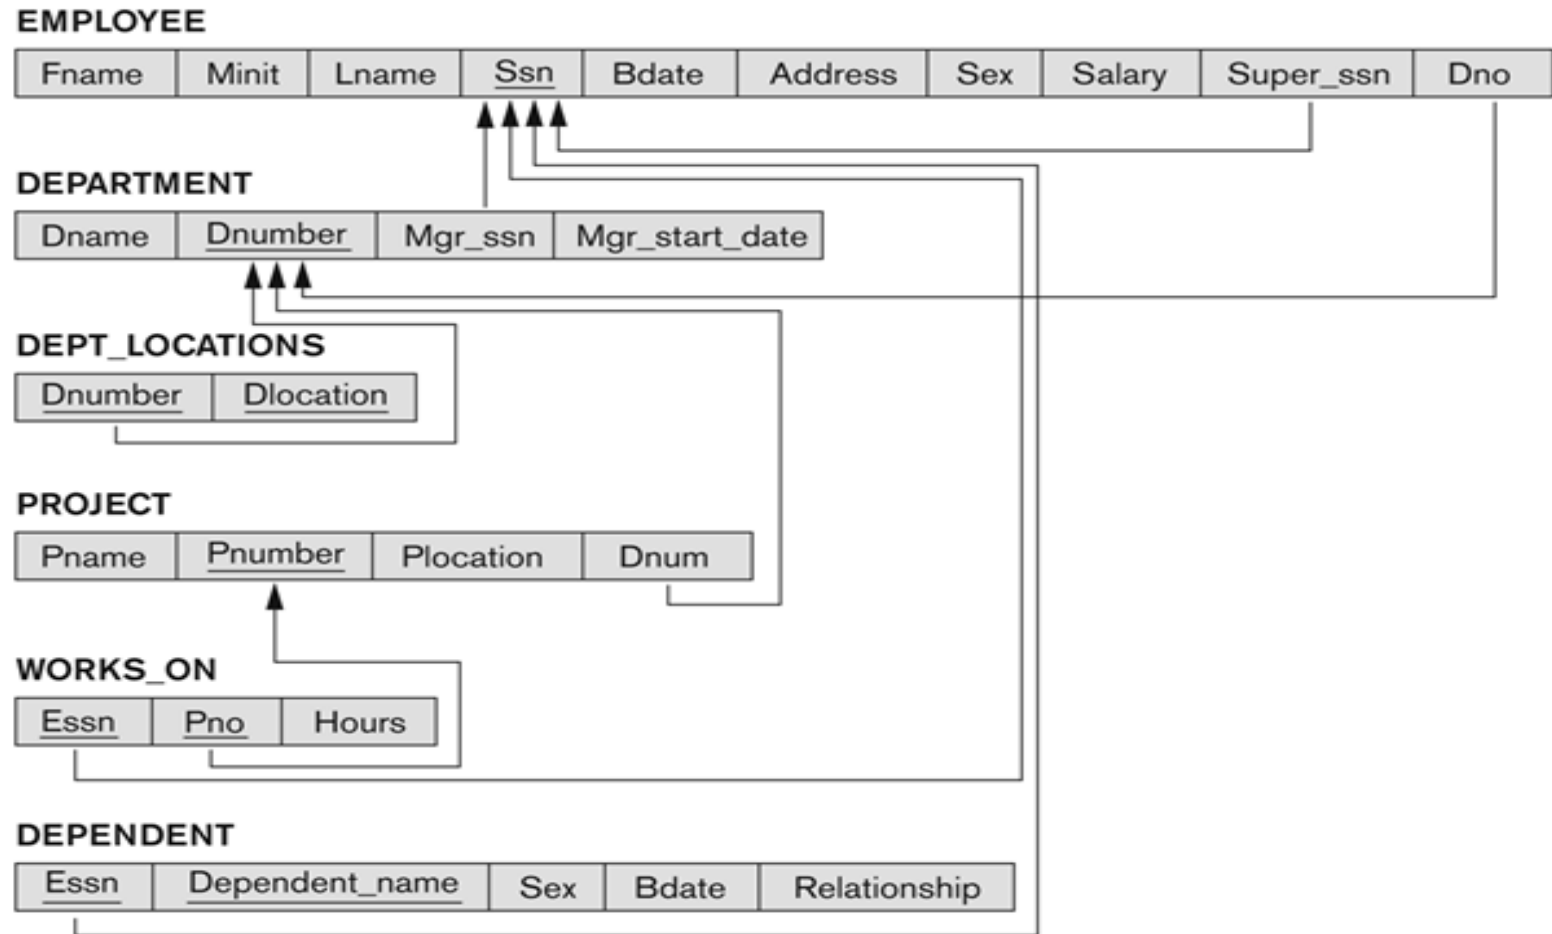 EMPLOYEE
Fname Minit Lname Ssn Bdate Address Sex Salary Super_ssn Dno
DEPARTMENT
Dname Dnumber Mgr_ssn Mgr_start_date
DEPT_LOCATIONS
Dnumber Dlocation
PROJECT
Pname Pnumber Plocation Dnum
WORKS_ON
Essn Pno Hours
DEPENDENT
Essn Dependent_name Sex Bdate Relationship